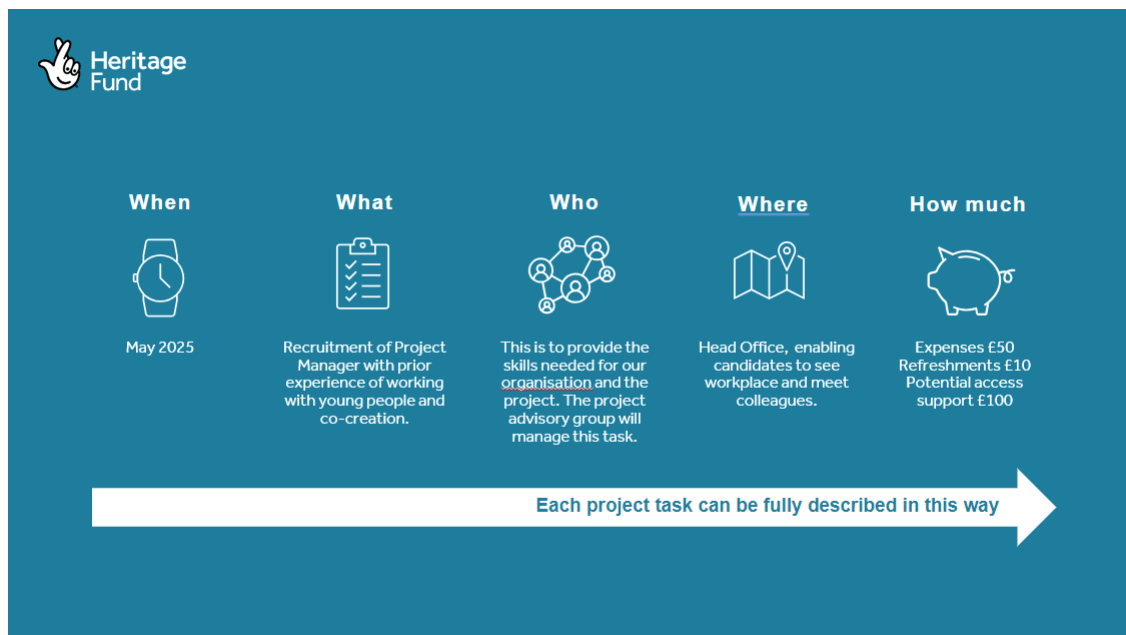 Heritage
Fund
When
What
Who
Where
How much
May 2025
Recruitment of Project
Manager with prior
experience of working
with young people and
co-creation.
This is to provide the
skills needed for our
organisation and the
project. The project
advisory group will
manage this task.
Head Office, enabling
candidates to see
workplace and meet
colleagues.
Expenses £50
Refreshments £10
Potential access
support £100
Each project task can be fully described in this way